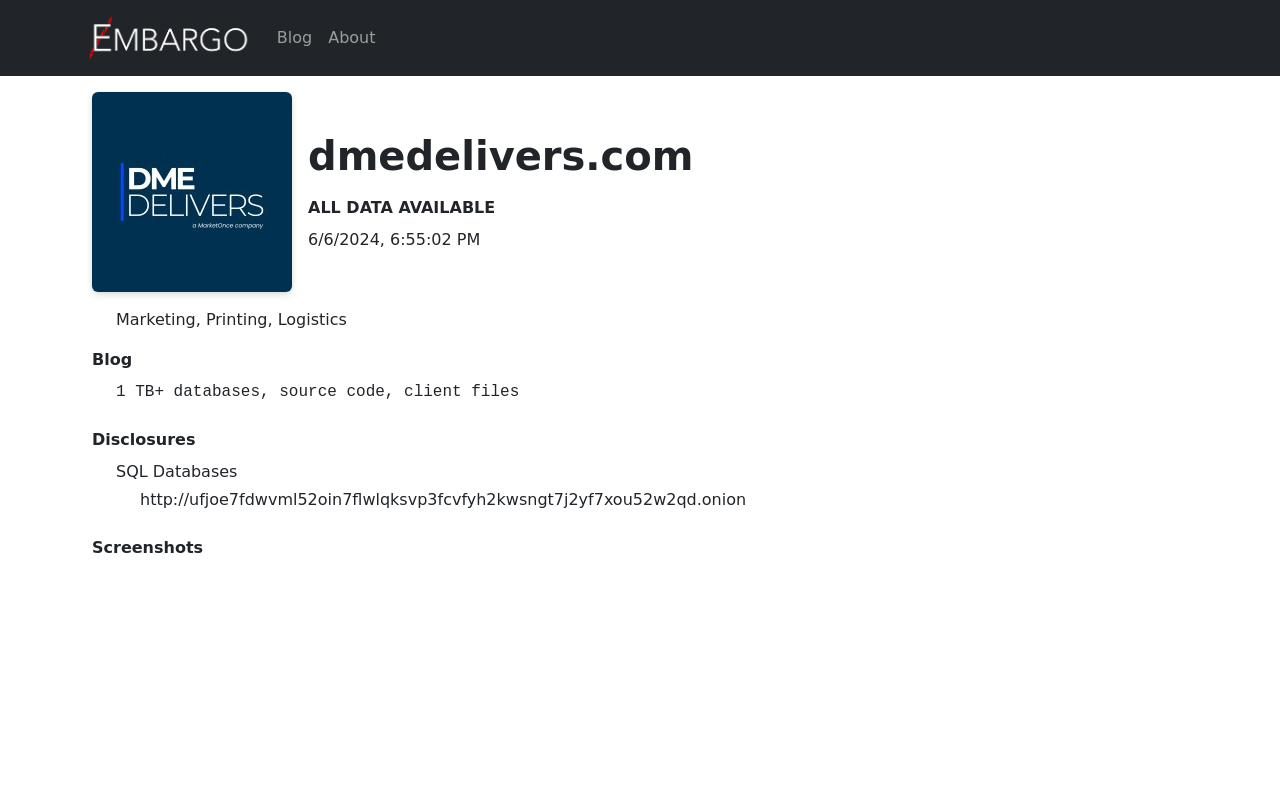 EMBARGO
Blog
About
DME
DELIVERS
a MarketOnce company
dmedelivers.com
ALL DATA AVAILABLE
6/6/2024, 6:55:02 PM
Marketing, Printing, Logistics
Blog
1 TB+ databases, source code, client files
Disclosures
SQL Databases
http://ufjoe7fdwvml52oin7flwlqksvp3fcvfyh2kwsngt7j2yf7xou52w2qd.onion
Screenshots